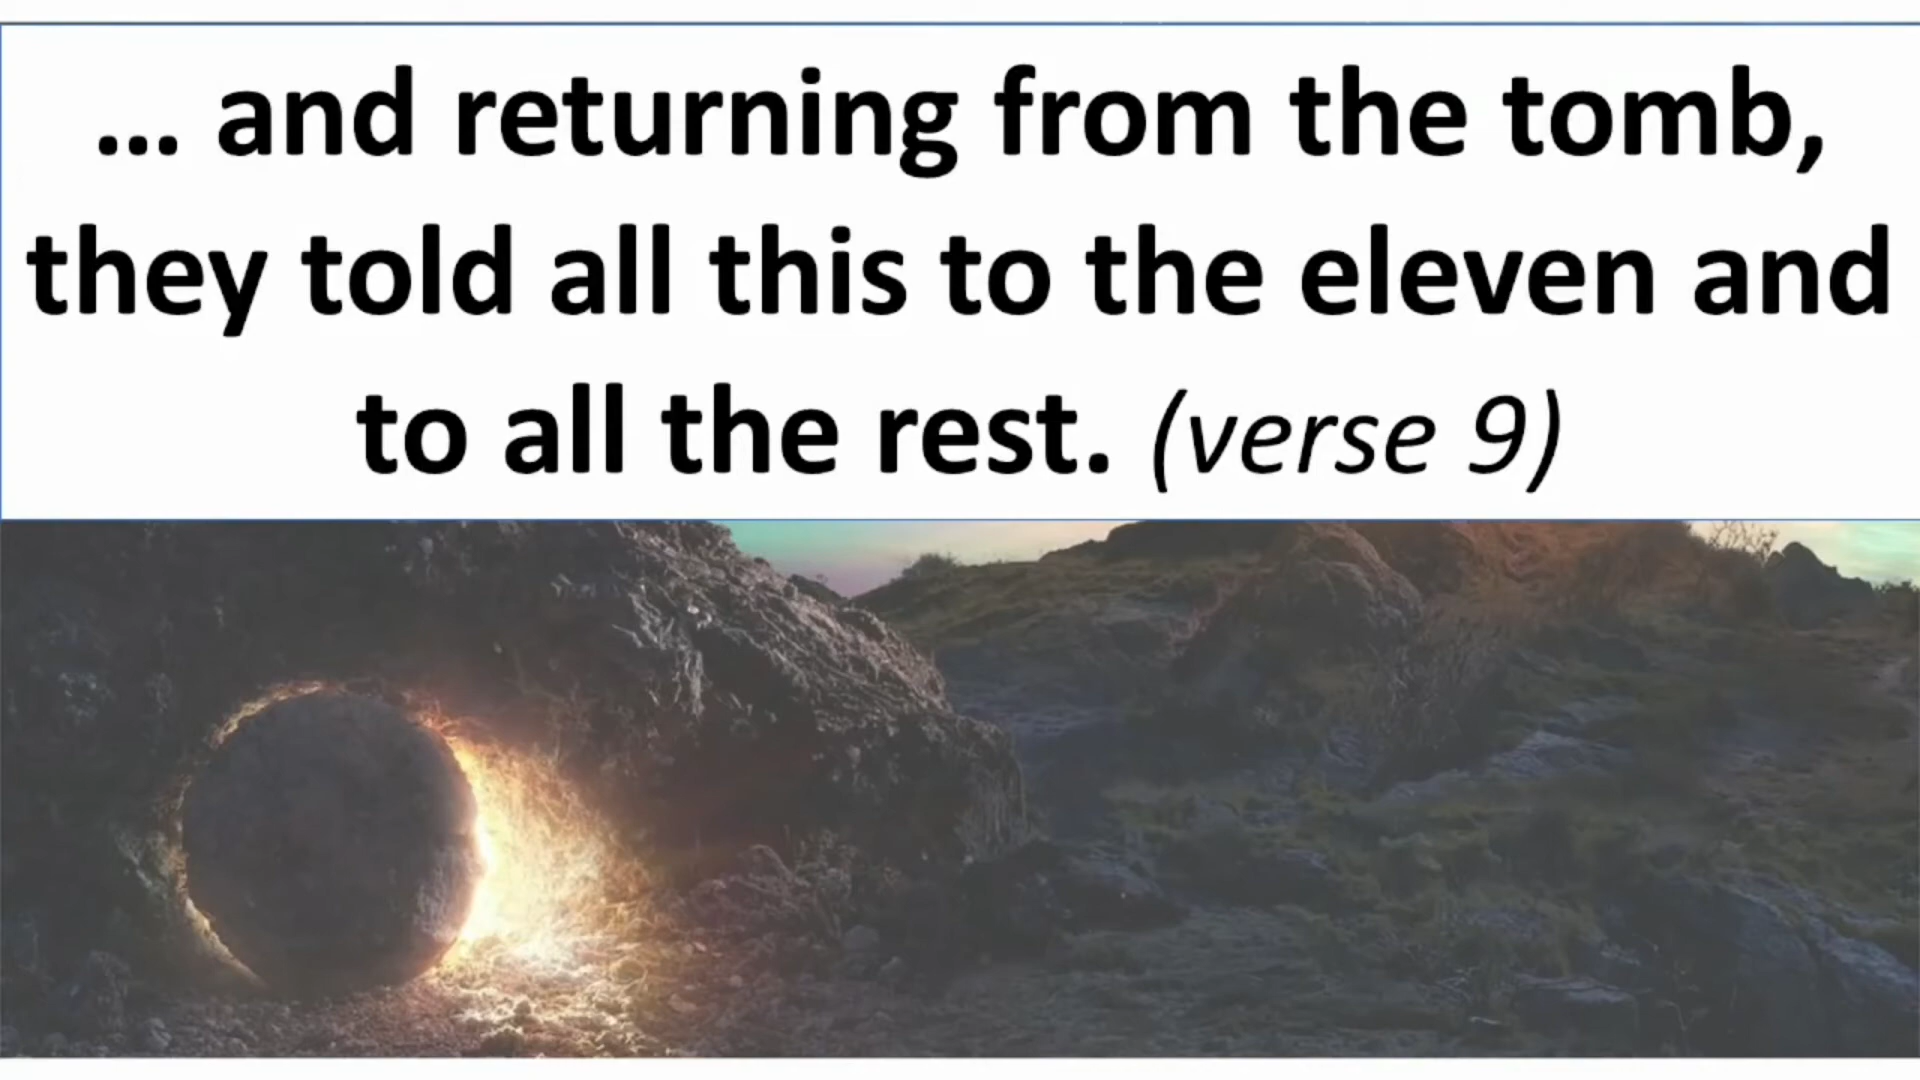 ... and returning from the tomb,
they told all this to the eleven and
to all the rest. (verse 9)